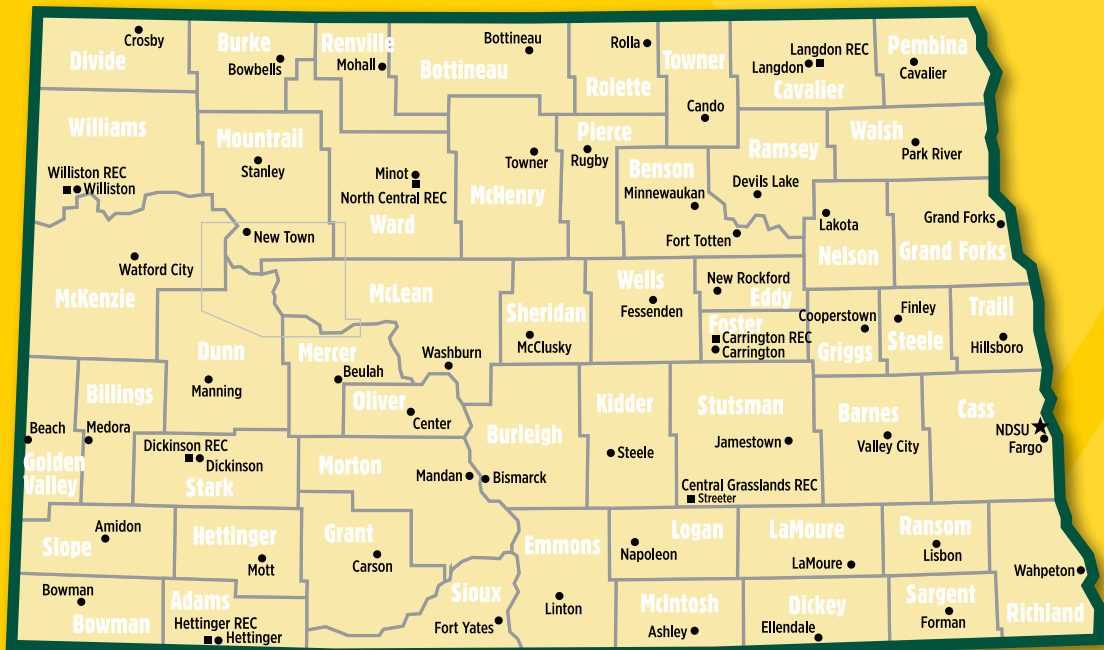 Crosby
Divide
Burke
Bowbells
Renville
Mohall
Bottineau
Bottineau
Rolla
Rolette
Towner
Cando
Langdon REC
Langdon
Cavalier
Pembina
Cavalier
Williams
Williston REC
Williston
Mountrail
Stanley
Minot
North Central REC
Ward
Towner
McHenry
Pierce
Rugby
Benson
Minnewaukan
Fort Totten
Ramsey
Devils Lake
Walsh
Park River
Lakota
Nelson
Grand Forks
Grand Forks
New Town
Watford City
McKenzie
McLean
Washburn
Sheridan
McClusky
Wells
Fessenden
New Rockford
Eddy
Foster
Carrington REC
Carrington
Cooperstown
Griggs
Finley
Steele
Traill
Hillsboro
Dunn
Manning
Mercer
Beulah
Oliver
Center
Billings
Medora
Beach
Golden
Valley
Dickinson REC
Dickinson
Stark
Morton
Mandan
Burleigh
Bismarck
Kidder
Steele
Stutsman
Jamestown
Central Grasslands REC
Streeter
Barnes
Valley City
Cass
NDSU
Fargo
Amidon
Slope
Hettinger
Mott
Grant
Carson
Emmons
Linton
Napoleon
Logan
LaMoure
LaMoure
Ransom
Lisbon
Wahpeton
Richland
Bowman
Bowman
Adams
Hettinger REC
Hettinger
Sioux
Fort Yates
McIntosh
Ashley
Dickey
Ellendale
Sargent
Forman